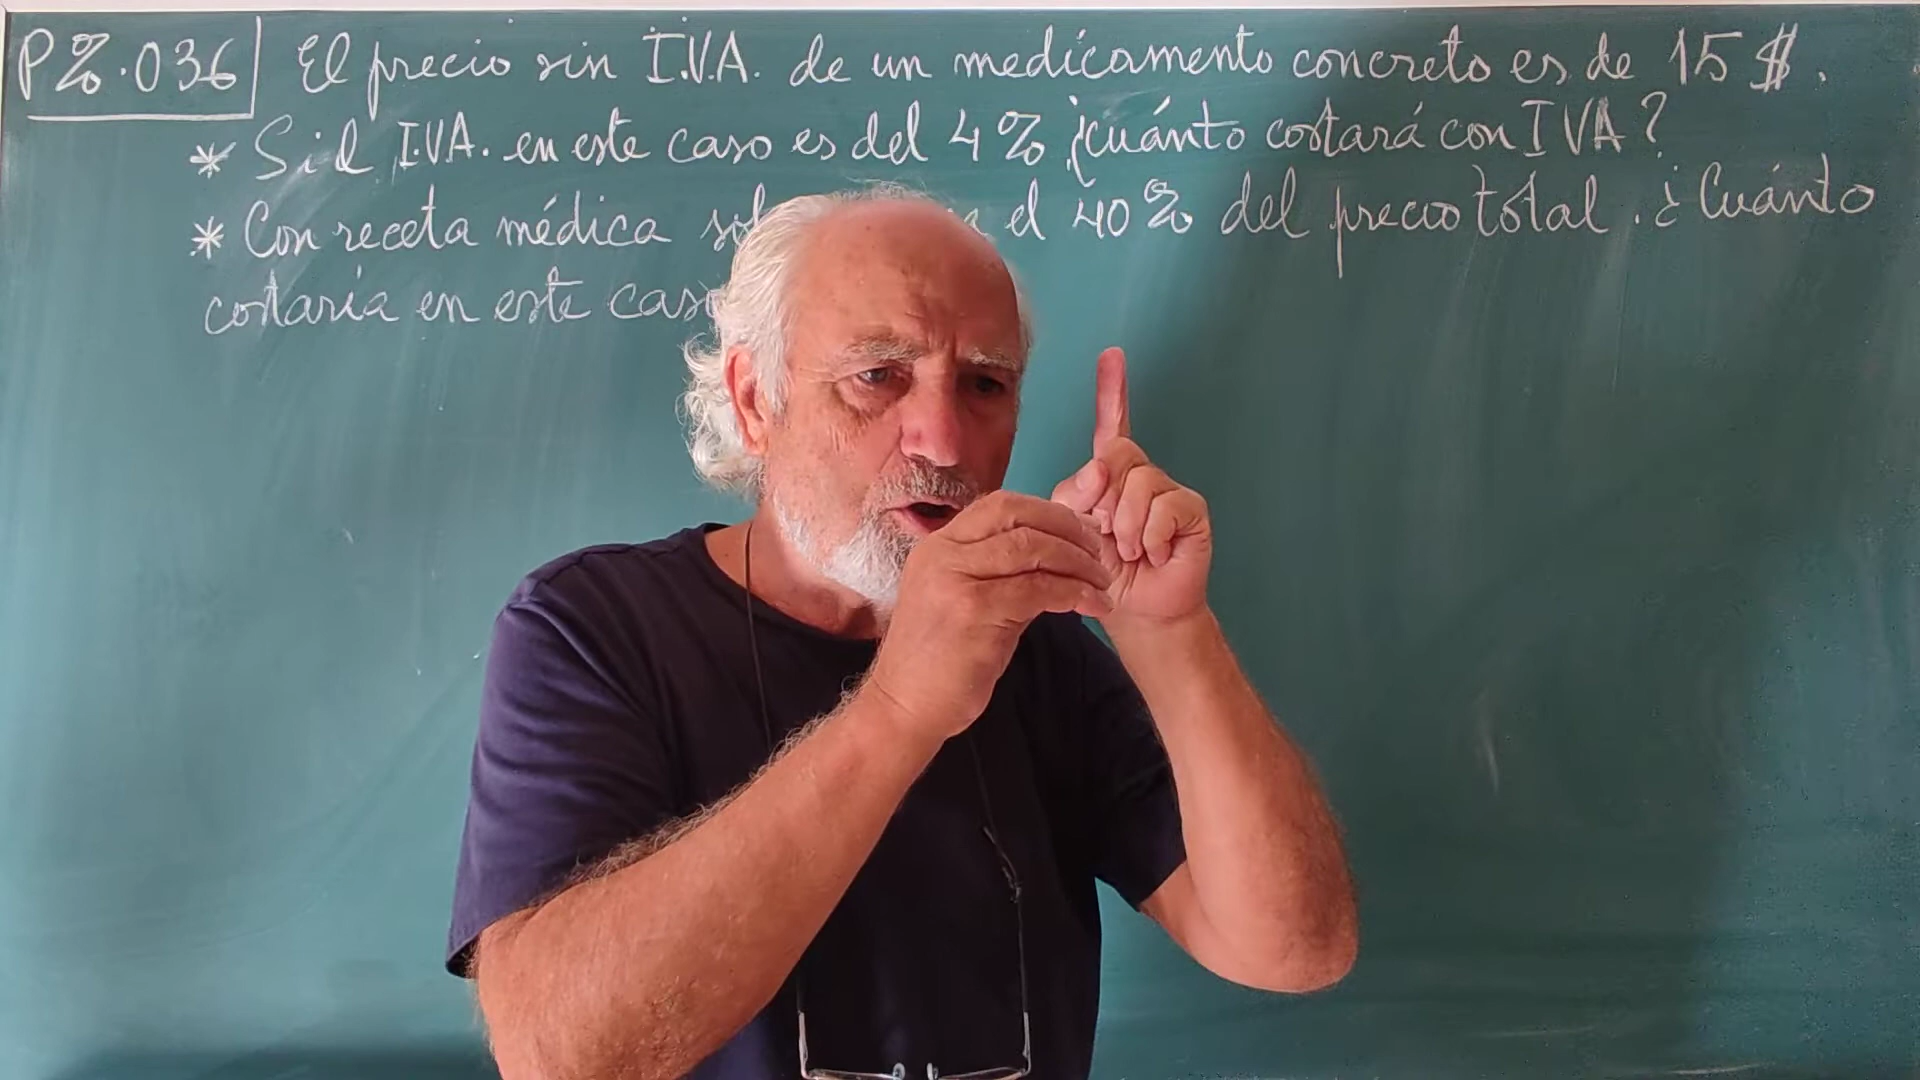 P%.036 El precio sin I.V.A. de un medicamento concreto es de 15 $.
* Si el I.V.A. en este caso es del 4% ¿cuánto costará con IVA?
* Con receta médica el 40% del precio total. ¿Cuánto
costaría en este caso